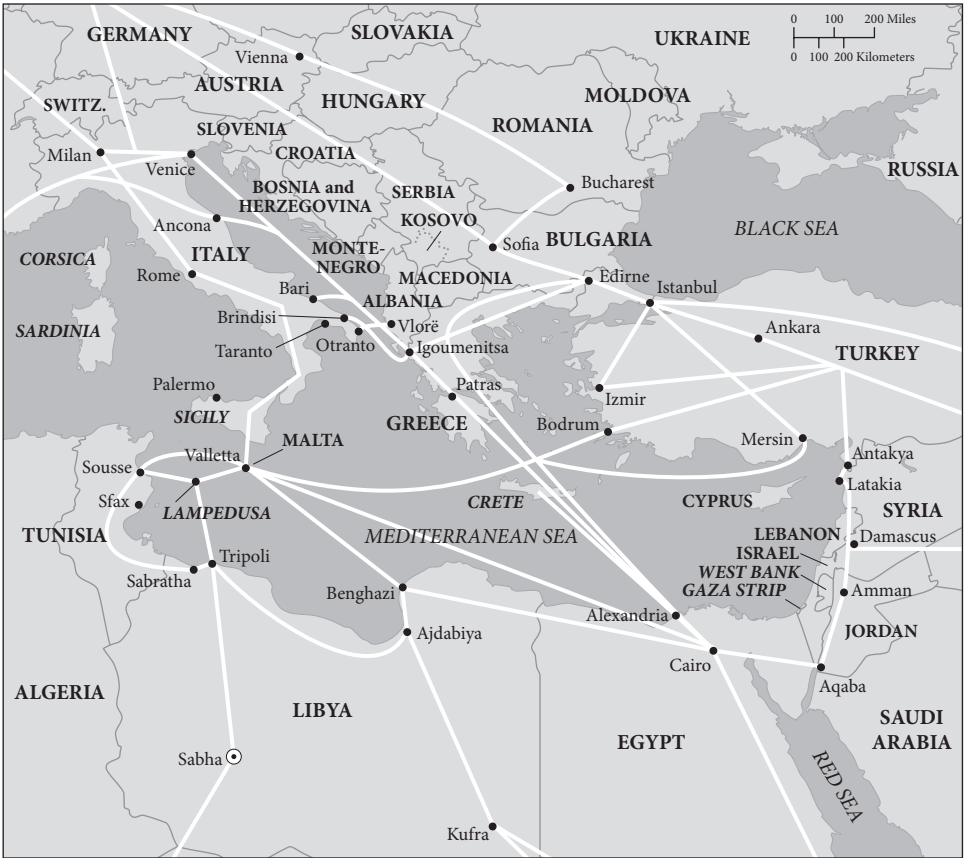 GERMANY
SLOVAKIA
UKRAINE
0 100 200 Miles
0 100 200 Kilometers
Vienna
AUSTRIA
HUNGARY
MOLDOVA
SWITZ.
ROMANIA
SLOVENIA
Milan
Venice
CROATIA
RUSSIA
BOSNIA and
HERZEGOVINA
SERBIA
Bucharest
KOSOVO
Ancona
Sofia
BULGARIA
BLACK SEA
CORSICA
ITALY
MONTE-
NEGRO
MACEDONIA
Rome
Edirne
Istanbul
Bari
ALBANIA
SARDINIA
Brindisi
Vlorë
Ankara
Taranto
Otranto
Igoumenitsa
TURKEY
Palermo
SICILY
Patras
Izmir
GREECE
Bodrum
MALTA
Mersin
Valletta
Antakya
Sousse
Latakia
Sfax
LAMPEDUSA
CRETE
CYPRUS
SYRIA
TUNISIA
MEDITERRANEAN SEA
LEBANON
Damascus
ISRAEL
Tripoli
WEST BANK
Sabratha
GAZA STRIP
Benghazi
Amman
Alexandria
Ajdabiya
JORDAN
Cairo
Aqaba
ALGERIA
LIBYA
SAUDI
ARABIA
EGYPT
Sabha
RED SEA
Kufra